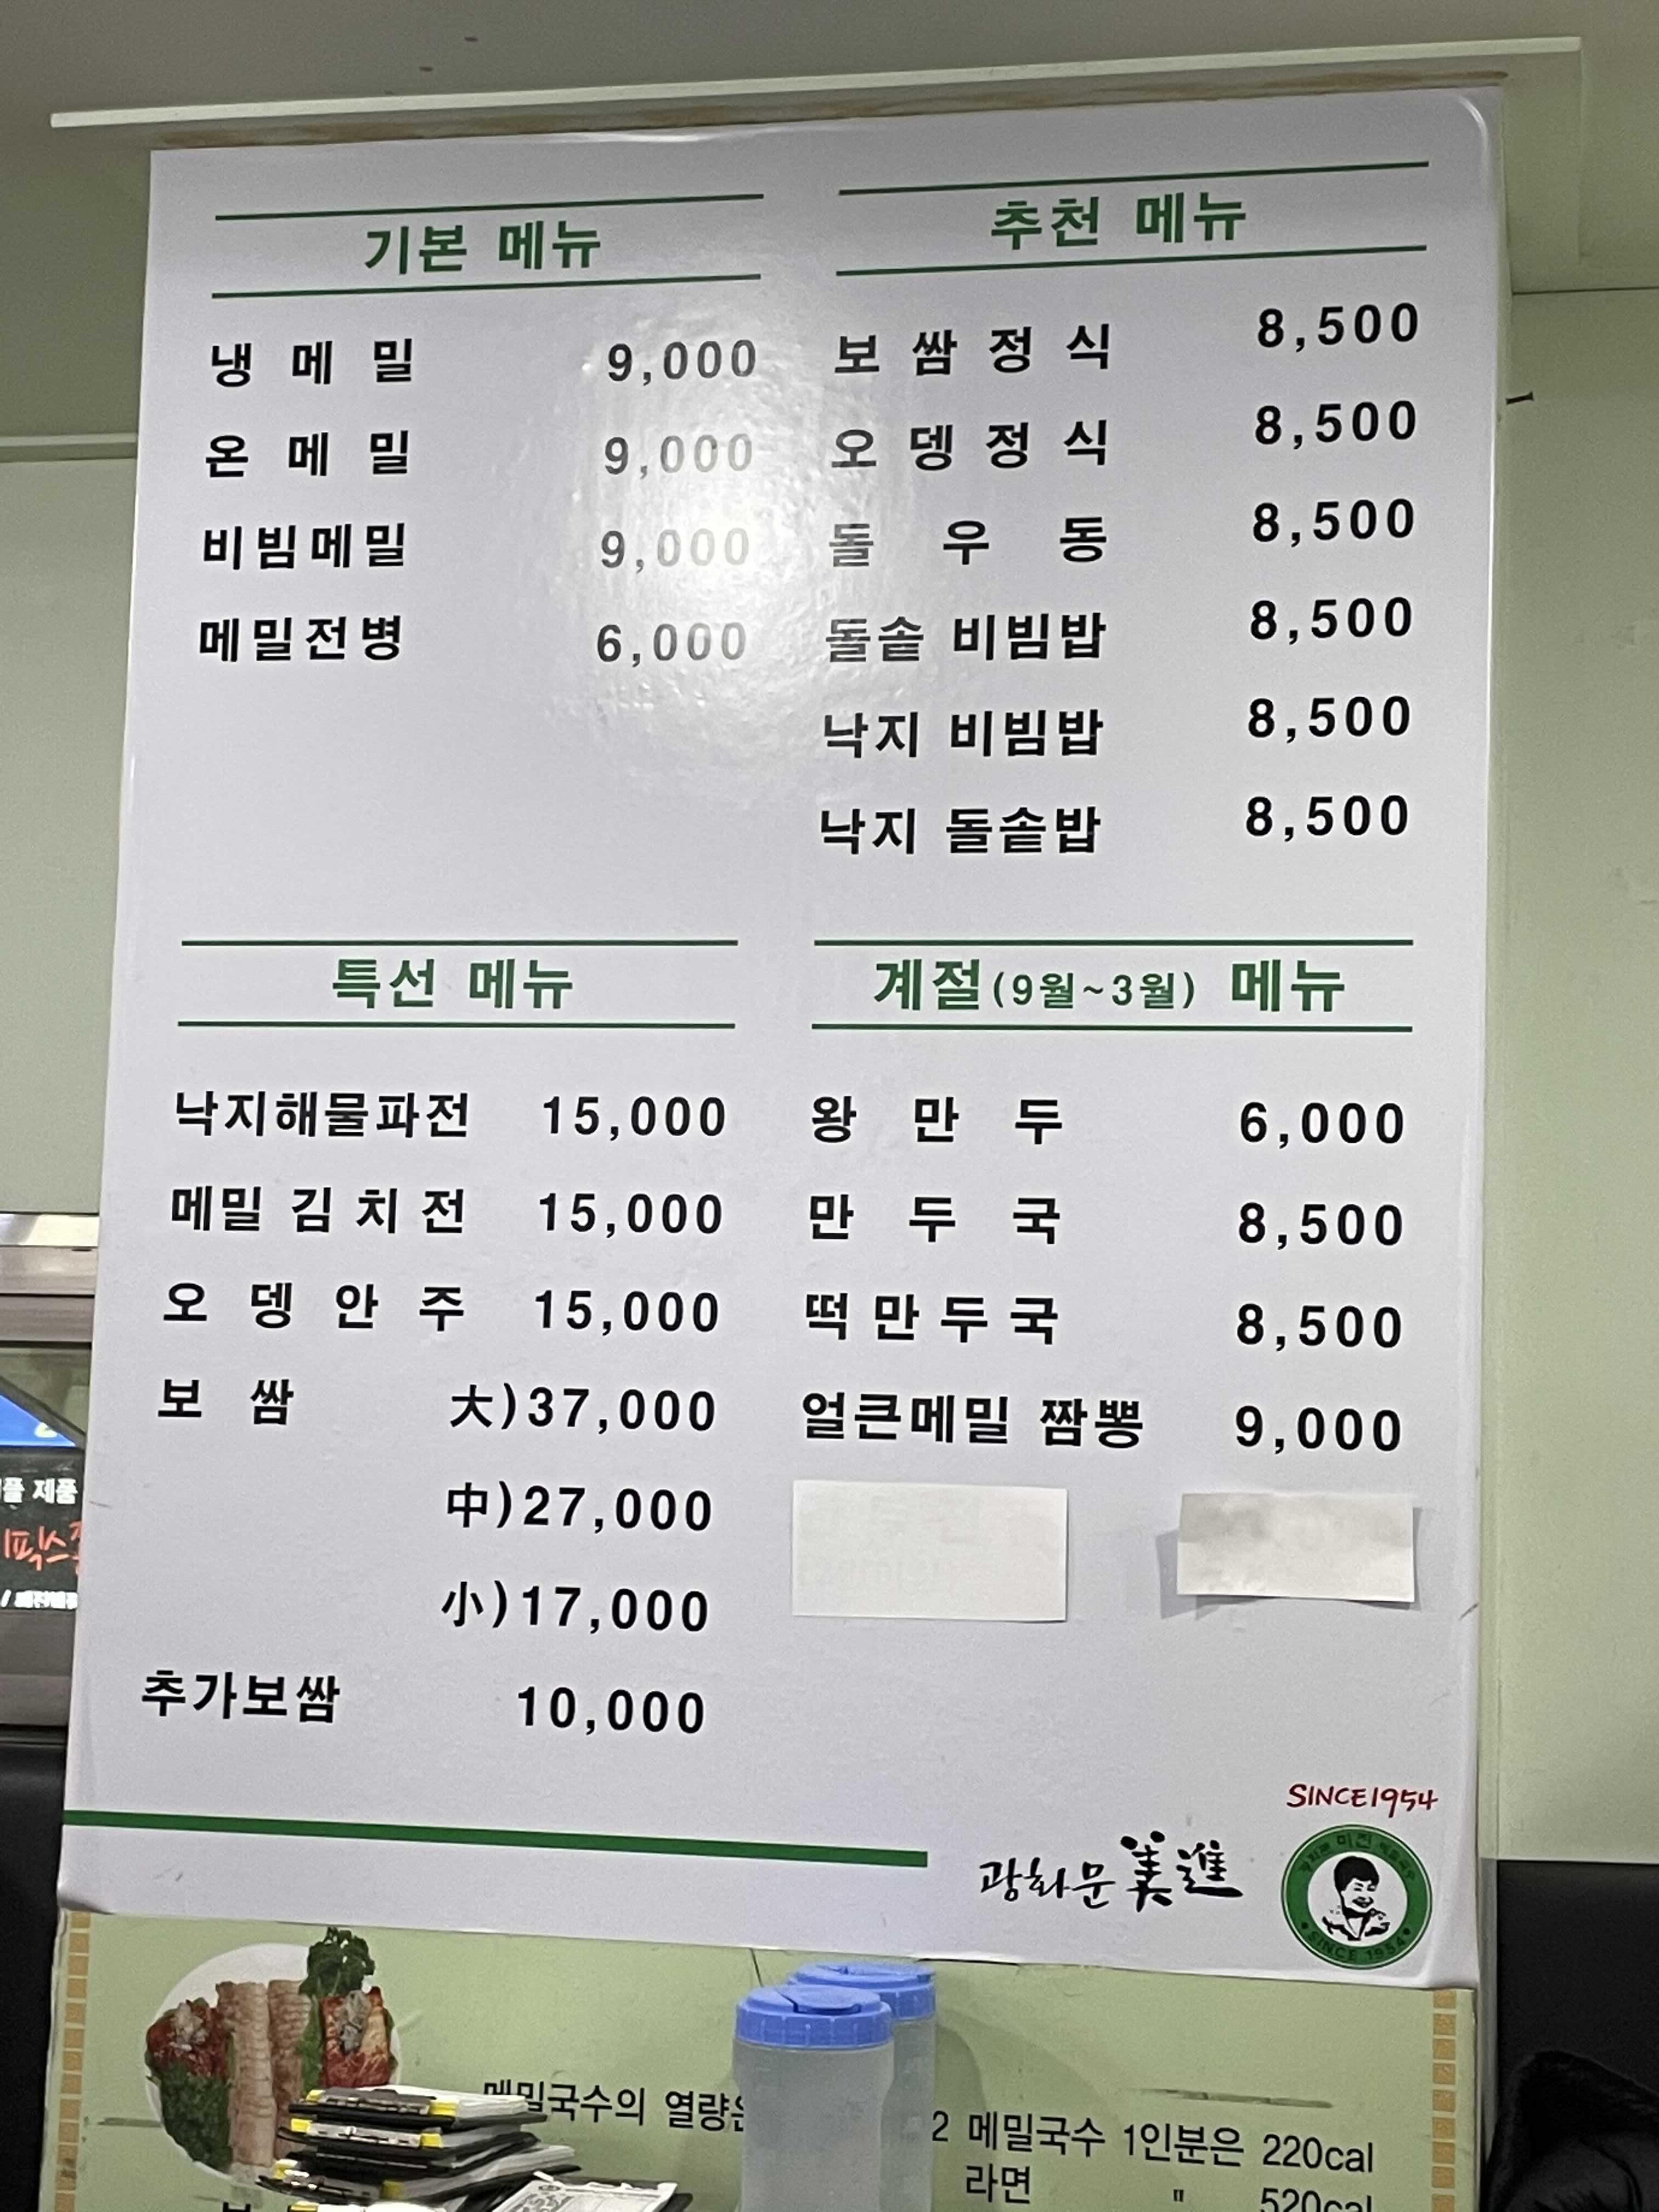 기본 메뉴
냉메밀 9,000
온메밀 9,000
비빔메밀 9,000
메밀전병 6,000
추천 메뉴
보쌈정식 8,500
오뎅정식 8,500
돌우동 8,500
돌솥 비빔밥 8,500
낙지 비빔밥 8,500
낙지 돌솥밥 8,500
특선 메뉴
낙지해물파전 15,000
메밀김치전 15,000
오뎅안주 15,000
보쌈 大)37,000
中)27,000
小)17,000
추가보쌈 10,000
계절(9월~3월) 메뉴
왕만두 6,000
만두국 8,500
떡만두국 8,500
얼큰메밀 짬뽕 9,000
SINCE1954
광화문 美進
SINCE 1954
제품
메밀국수의 열량은
2 메밀국수 1인분은 220cal
라면 " 520cal